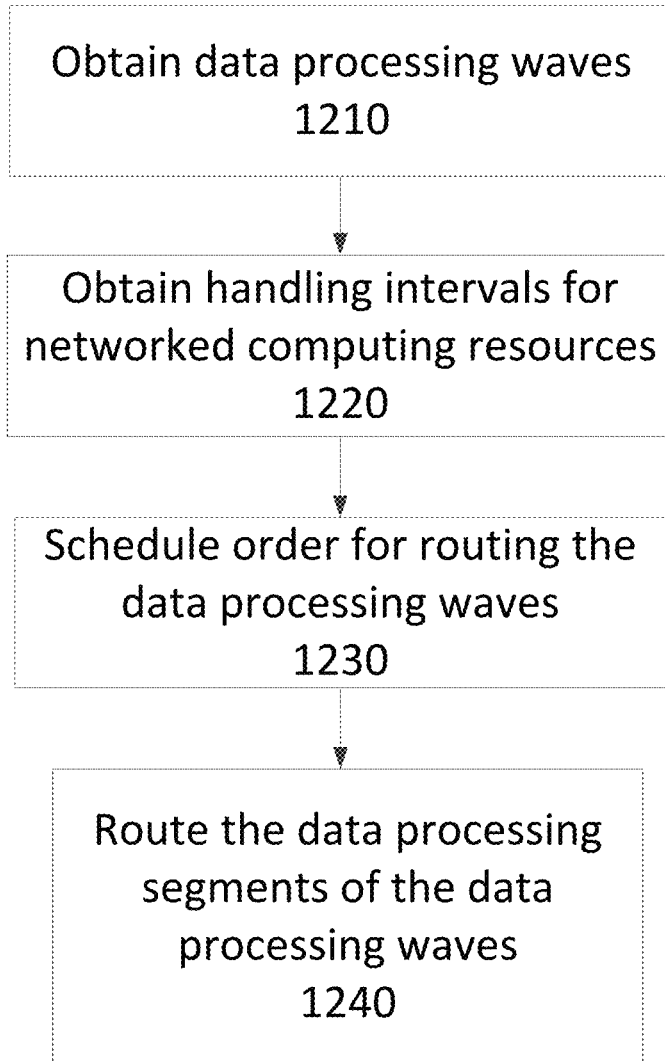 Obtain data processing waves
1210
Obtain handling intervals for
networked computing resources
1220
Schedule order for routing the
data processing waves
1230
Route the data processing
segments of the data
processing waves
1240